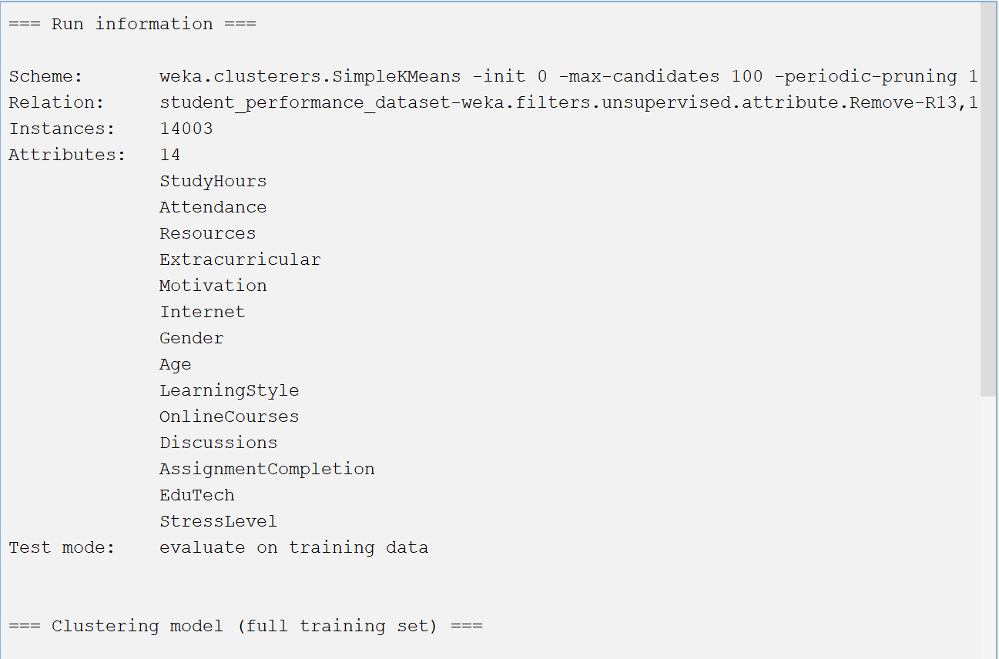 === Run information ===
Scheme: weka.clusterers.SimpleKMeans -init 0 -max-candidates 100 -periodic-pruning 1
Relation: student_performance_dataset-weka.filters.unsupervised.attribute.Remove-R13,1
Instances: 14003
Attributes: 14
StudyHours
Attendance
Resources
Extracurricular
Motivation
Internet
Gender
Age
LearningStyle
OnlineCourses
Discussions
AssignmentCompletion
EduTech
StressLevel
Test mode: evaluate on training data
=== Clustering model (full training set) ===